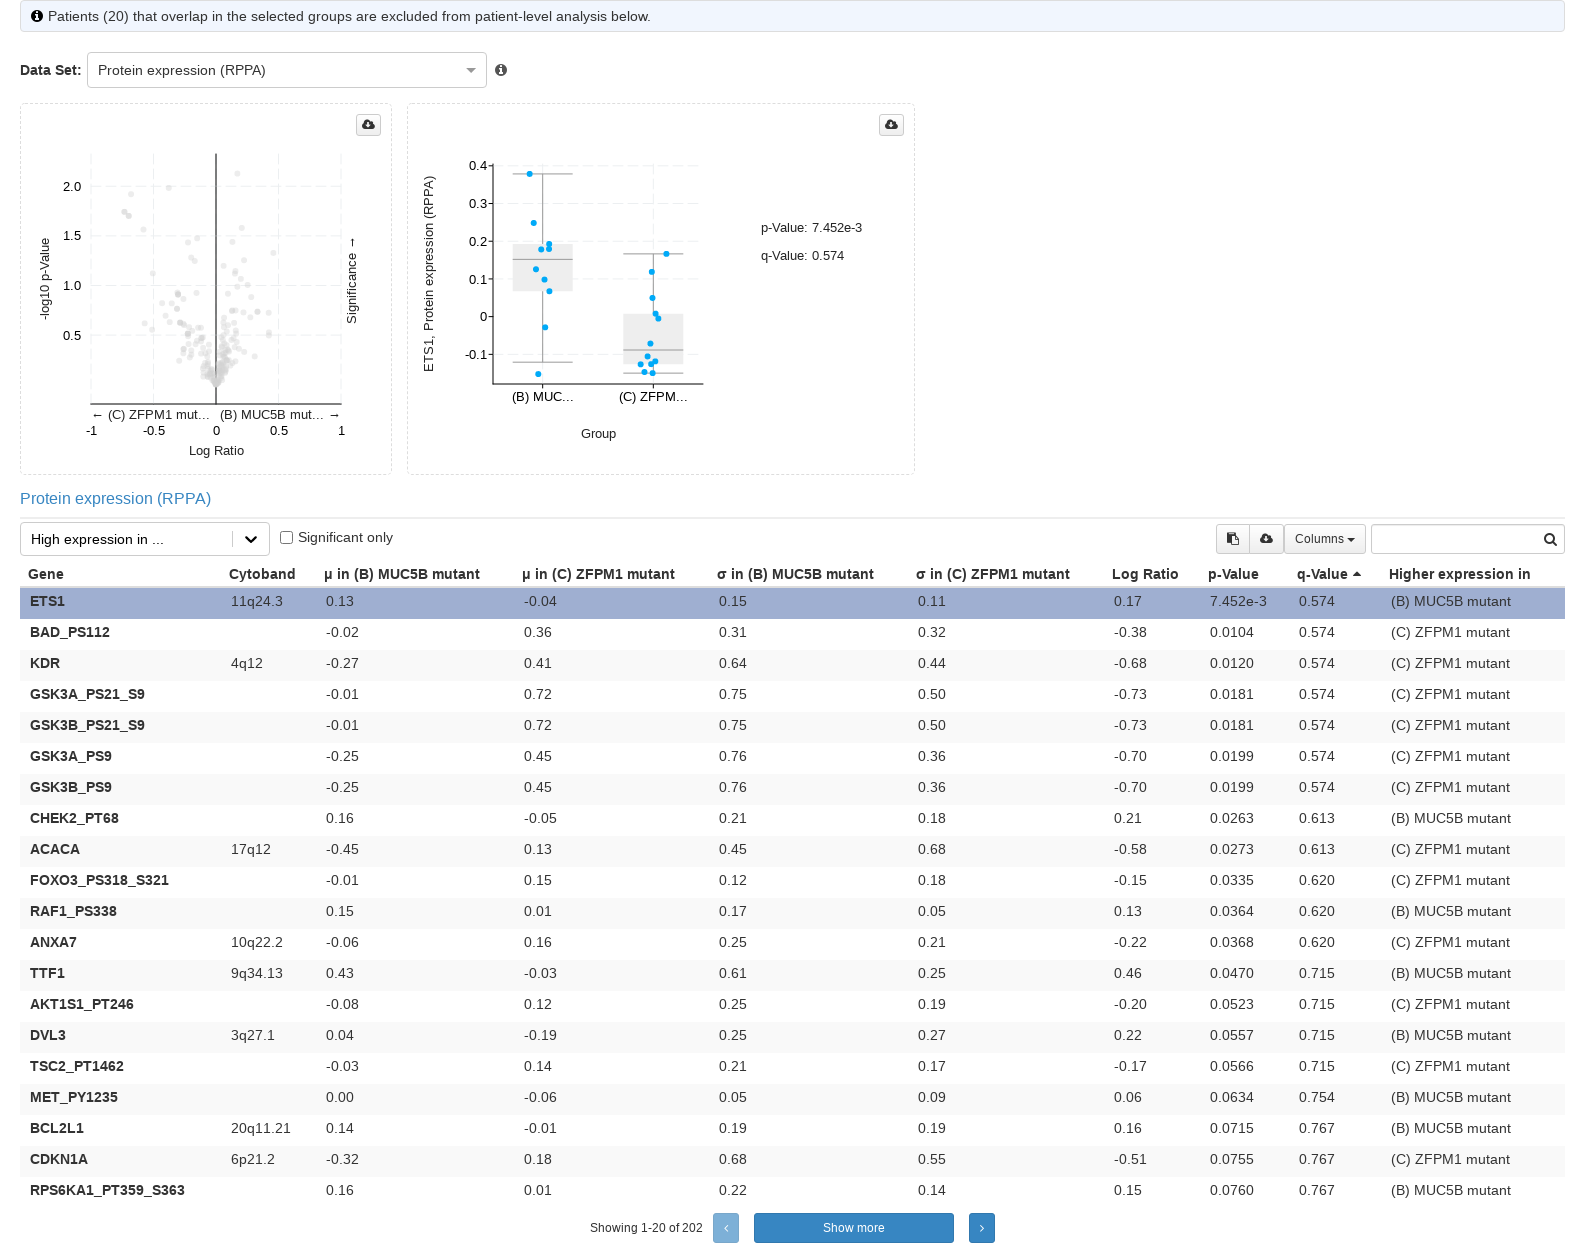 Patients (20) that overlap in the selected groups are excluded from patient-level analysis below.
Data Set: Protein expression (RPPA)
2.0
1.5
1.0
0.5
-log10 p-Value
Significance →
← (C) ZFPM1 mut... (B) MUC5B mut... →
-1 -0.5 0 0.5 1
Log Ratio
0.4
0.3
0.2
0.1
0
-0.1
ETS1, Protein expression (RPPA)
(B) MUC... (C) ZFPM...
Group
p-Value: 7.452e-3
q-Value: 0.574
Protein expression (RPPA)
High expression in ... Significant only Columns
Gene Cytoband μ in (B) MUC5B mutant μ in (C) ZFPM1 mutant σ in (B) MUC5B mutant σ in (C) ZFPM1 mutant Log Ratio p-Value q-Value Higher expression in
ETS1 11q24.3 0.13 -0.04 0.15 0.11 0.17 7.452e-3 0.574 (B) MUC5B mutant
BAD_PS112 -0.02 0.36 0.31 0.32 -0.38 0.0104 0.574 (C) ZFPM1 mutant
KDR 4q12 -0.27 0.41 0.64 0.44 -0.68 0.0120 0.574 (C) ZFPM1 mutant
GSK3A_PS21_S9 -0.01 0.72 0.75 0.50 -0.73 0.0181 0.574 (C) ZFPM1 mutant
GSK3B_PS21_S9 -0.01 0.72 0.75 0.50 -0.73 0.0181 0.574 (C) ZFPM1 mutant
GSK3A_PS9 -0.25 0.45 0.76 0.36 -0.70 0.0199 0.574 (C) ZFPM1 mutant
GSK3B_PS9 -0.25 0.45 0.76 0.36 -0.70 0.0199 0.574 (C) ZFPM1 mutant
CHEK2_PT68 0.16 -0.05 0.21 0.18 0.21 0.0263 0.613 (B) MUC5B mutant
ACACA 17q12 -0.45 0.13 0.45 0.68 -0.58 0.0273 0.613 (C) ZFPM1 mutant
FOXO3_PS318_S321 -0.01 0.15 0.12 0.18 -0.15 0.0335 0.620 (C) ZFPM1 mutant
RAF1_PS338 0.15 0.01 0.17 0.05 0.13 0.0364 0.620 (B) MUC5B mutant
ANXA7 10q22.2 -0.06 0.16 0.25 0.21 -0.22 0.0368 0.620 (C) ZFPM1 mutant
TTF1 9q34.13 0.43 -0.03 0.61 0.25 0.46 0.0470 0.715 (B) MUC5B mutant
AKT1S1_PT246 -0.08 0.12 0.25 0.19 -0.20 0.0523 0.715 (C) ZFPM1 mutant
DVL3 3q27.1 0.04 -0.19 0.25 0.27 0.22 0.0557 0.715 (B) MUC5B mutant
TSC2_PT1462 -0.03 0.14 0.21 0.17 -0.17 0.0566 0.715 (C) ZFPM1 mutant
MET_PY1235 0.00 -0.06 0.05 0.09 0.06 0.0634 0.754 (B) MUC5B mutant
BCL2L1 20q11.21 0.14 -0.01 0.19 0.19 0.16 0.0715 0.767 (B) MUC5B mutant
CDKN1A 6p21.2 -0.32 0.18 0.68 0.55 -0.51 0.0755 0.767 (C) ZFPM1 mutant
RPS6KA1_PT359_S363 0.16 0.01 0.22 0.14 0.15 0.0760 0.767 (B) MUC5B mutant
Showing 1-20 of 202 Show more